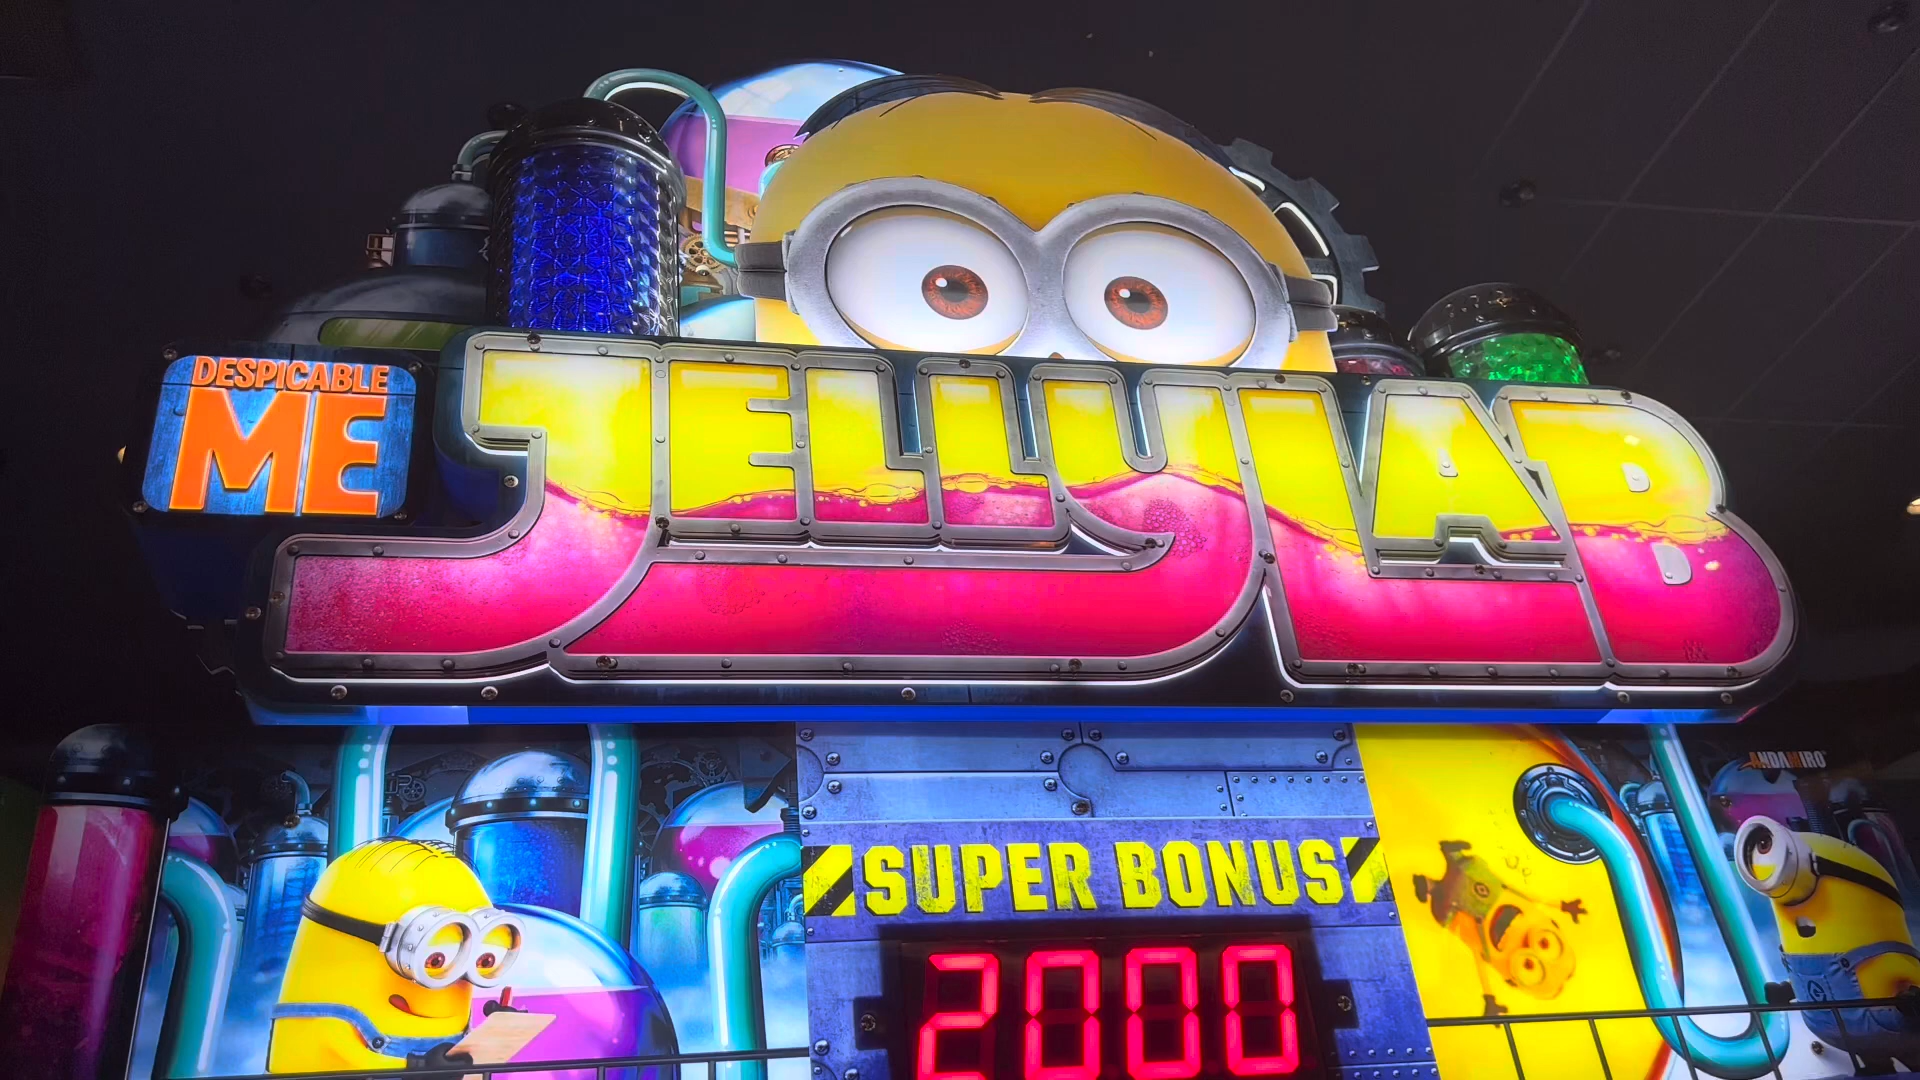 DESPICABLE
ME
JELLY LAB
ANDAMIRO
SUPER BONUS!
2000